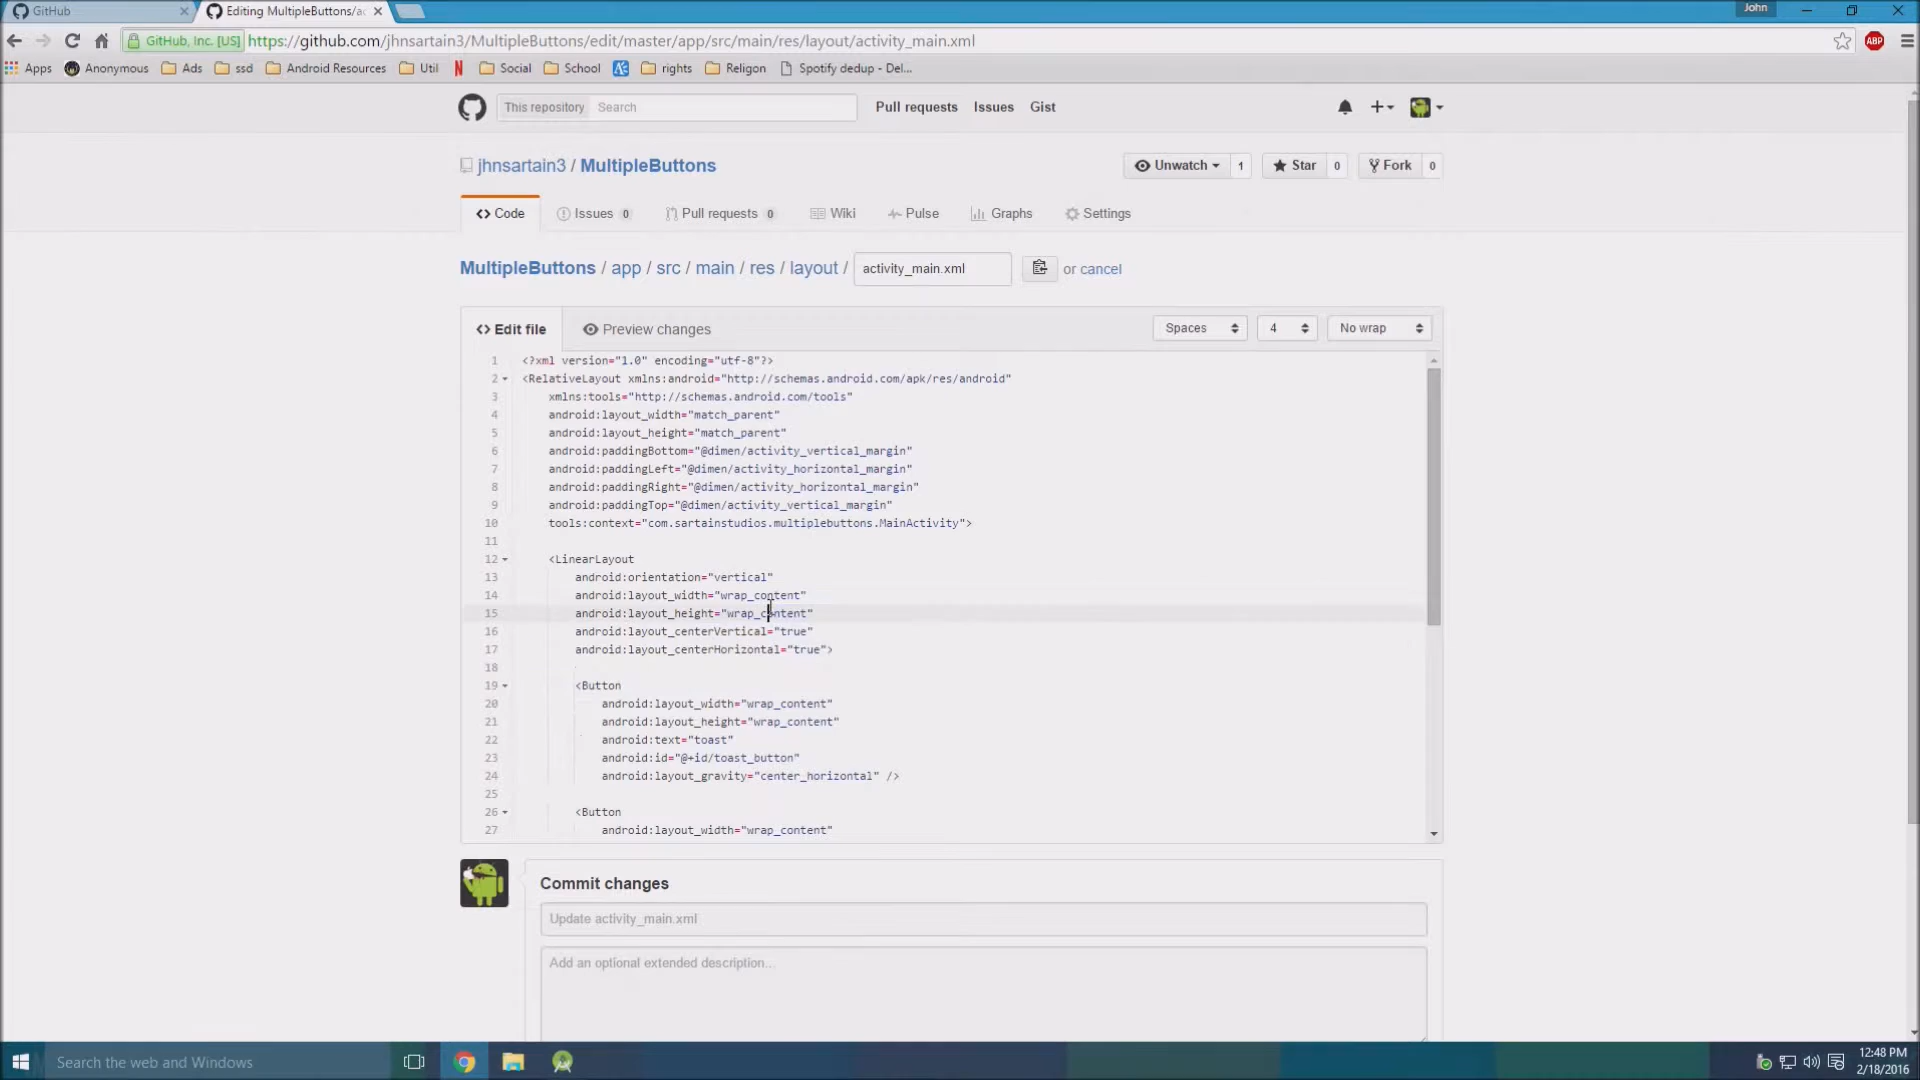 GitHub
Editing MultipleButtons/a
John
GitHub, Inc. [US] https://github.com/jhnsartain3/MultipleButtons/edit/master/app/src/main/res/layout/activity_main.xml
ABP
Apps Anonymous Ads ssd Android Resources Util N Social School rights Religon Spotify dedup - Del...
This repository Search Pull requests Issues Gist
jhnsartain3 / MultipleButtons Unwatch 1 Star 0 Fork 0
<> Code Issues 0 Pull requests 0 Wiki Pulse Graphs Settings
MultipleButtons / app / src / main / res / layout / activity_main.xml or cancel
<> Edit file Preview changes Spaces 4 No wrap
1 <?xml version="1.0" encoding="utf-8"?>
2 <RelativeLayout xmlns:android="http://schemas.android.com/apk/res/android"
3 xmlns:tools="http://schemas.android.com/tools"
4 android:layout_width="match_parent"
5 android:layout_height="match_parent"
6 android:paddingBottom="@dimen/activity_vertical_margin"
7 android:paddingLeft="@dimen/activity_horizontal_margin"
8 android:paddingRight="@dimen/activity_horizontal_margin"
9 android:paddingTop="@dimen/activity_vertical_margin"
10 tools:context="com.sartainstudios.multiplebuttons.MainActivity">
11
12 <LinearLayout
13 android:orientation="vertical"
14 android:layout_width="wrap_content"
15 android:layout_height="wrap_content"
16 android:layout_centerVertical="true"
17 android:layout_centerHorizontal="true">
18
19 <Button
20 android:layout_width="wrap_content"
21 android:layout_height="wrap_content"
22 android:text="toast"
23 android:id="@+id/toast_button"
24 android:layout_gravity="center_horizontal" />
25
26 <Button
27 android:layout_width="wrap_content"
Commit changes
Update activity_main.xml
Add an optional extended description...
Search the web and Windows
12:48 PM
2/18/2016